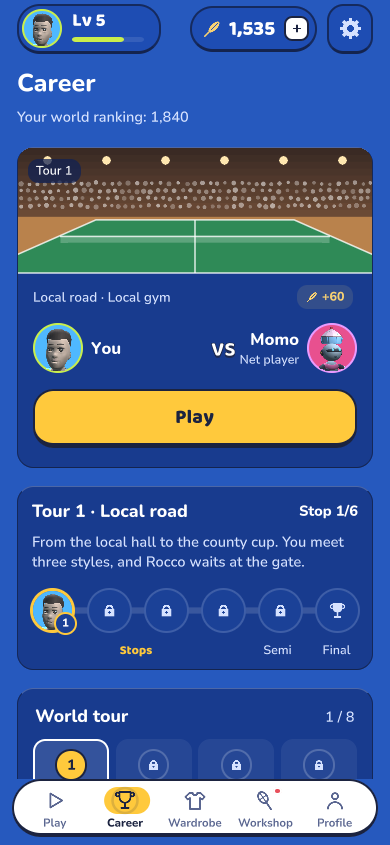 Lv 5
1,535
+
Career
Your world ranking: 1,840
Tour 1
Local road · Local gym
+60
You
VS
Momo
Net player
Play
Tour 1 · Local road
Stop 1/6
From the local hall to the county cup. You meet
three styles, and Rocco waits at the gate.
1
Stops
Semi
Final
World tour
1 / 8
1
Play
Career
Wardrobe
Workshop
Profile